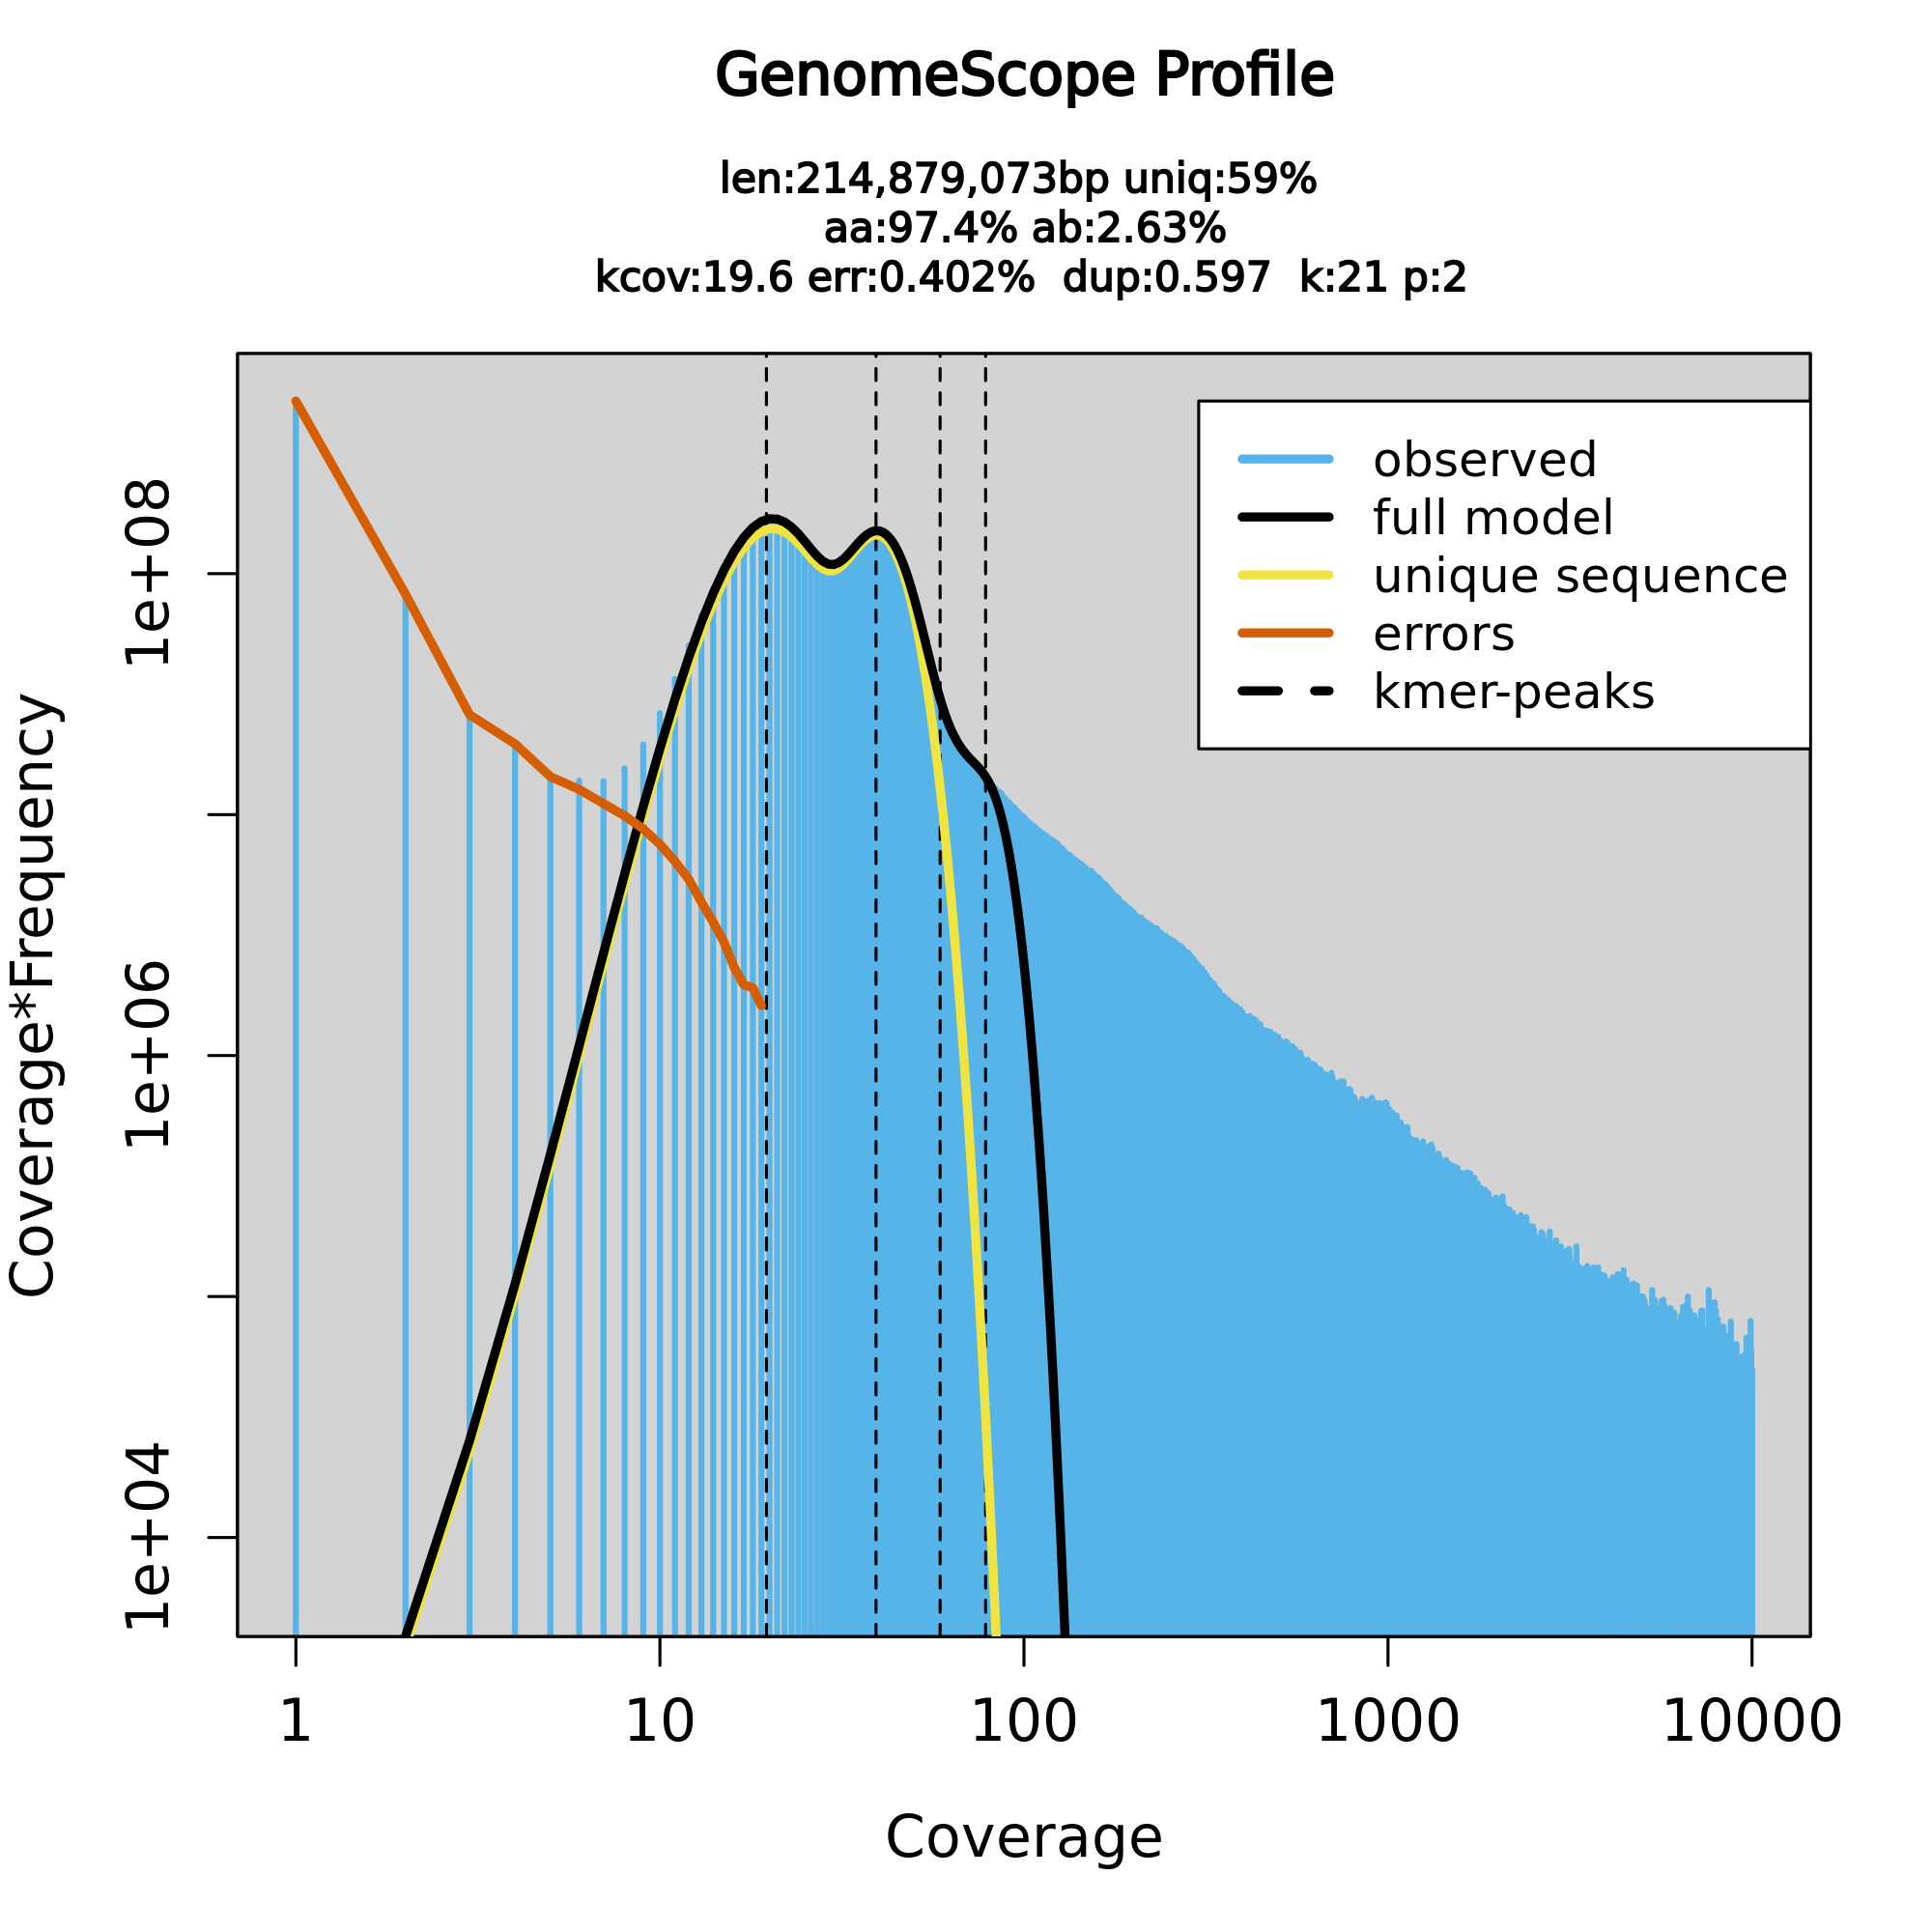 GenomeScope Profile
len:214,879,073bp uniq:59%
aa:97.4% ab:2.63%
kcov:19.6 err:0.402% dup:0.597 k:21 p:2
observed
full model
unique sequence
errors
kmer-peaks
Coverage*Frequency
1e+08
1e+06
1e+04
1 10 100 1000 10000
Coverage